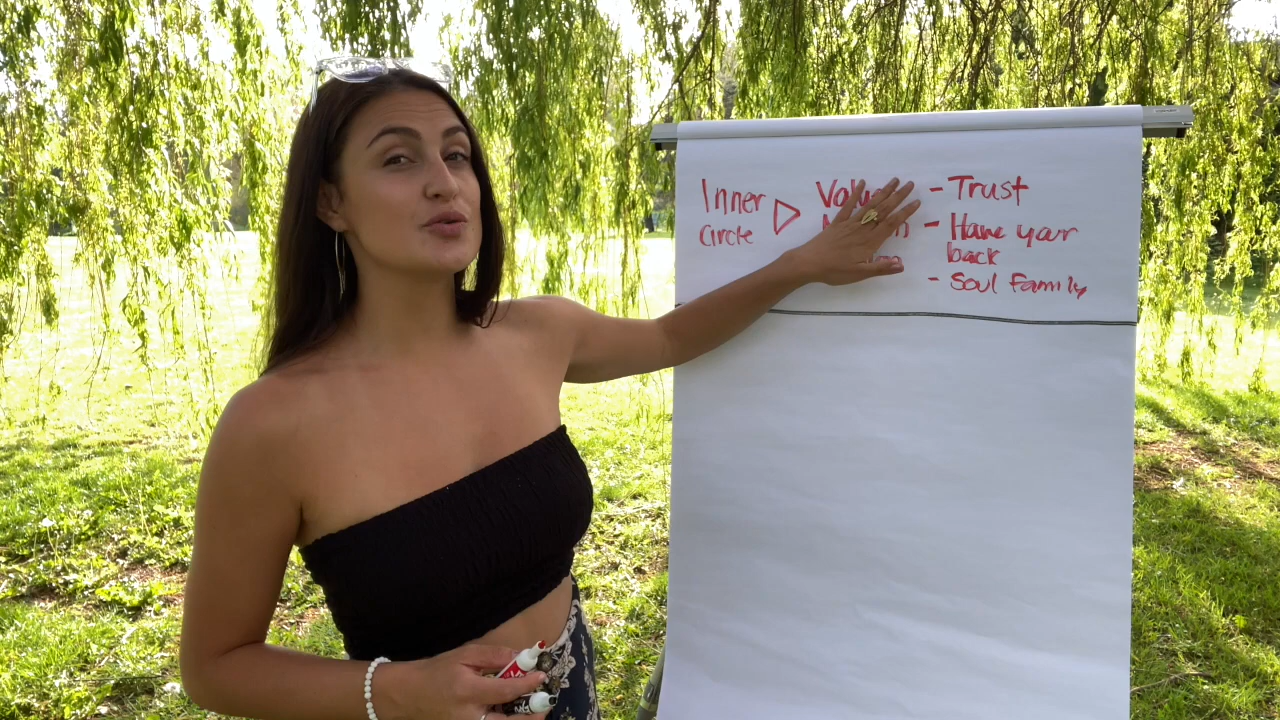 Inner
Circle
- Trust
- Have your
back
- Soul Family